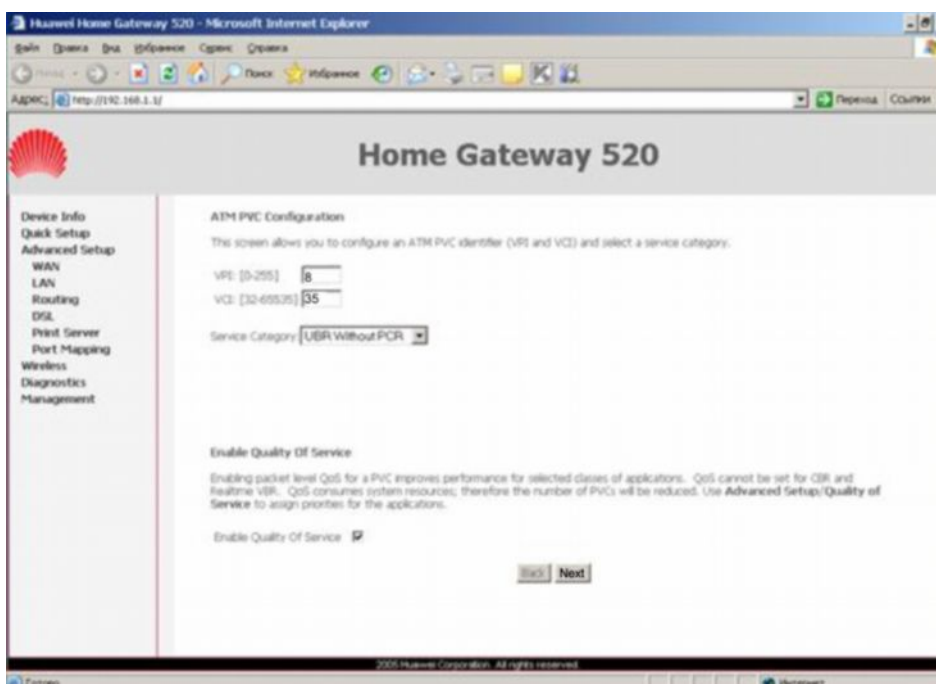 Huawei Home Gateway 520 - Microsoft Internet Explorer
Файл Правка Вид Избранное Сервис Справка
Назад Поиск Избранное
Адрес: http://192.168.1.1/ Переход Ссылки
Home Gateway 520
Device Info
Quick Setup
Advanced Setup
WAN
LAN
Routing
DSL
Print Server
Port Mapping
Wireless
Diagnostics
Management
ATM PVC Configuration
This screen allows you to configure an ATM PVC identifier (VPI and VCI) and select a service category.
VPI: [0-255] 8
VCI: [32-65535] 35
Service Category UBR Without PCR
Enable Quality Of Service
Enabling packet level QoS for a PVC improves performance for selected classes of applications. QoS cannot be set for CBR and
Realtime VBR. QoS consumes system resources; therefore the number of PVCs will be reduced. Use Advanced Setup/Quality of
Service to assign priorities for the applications.
Enable Quality Of Service
Back Next
2005 Huawei Corporation. All rights reserved.
Готово Интернет